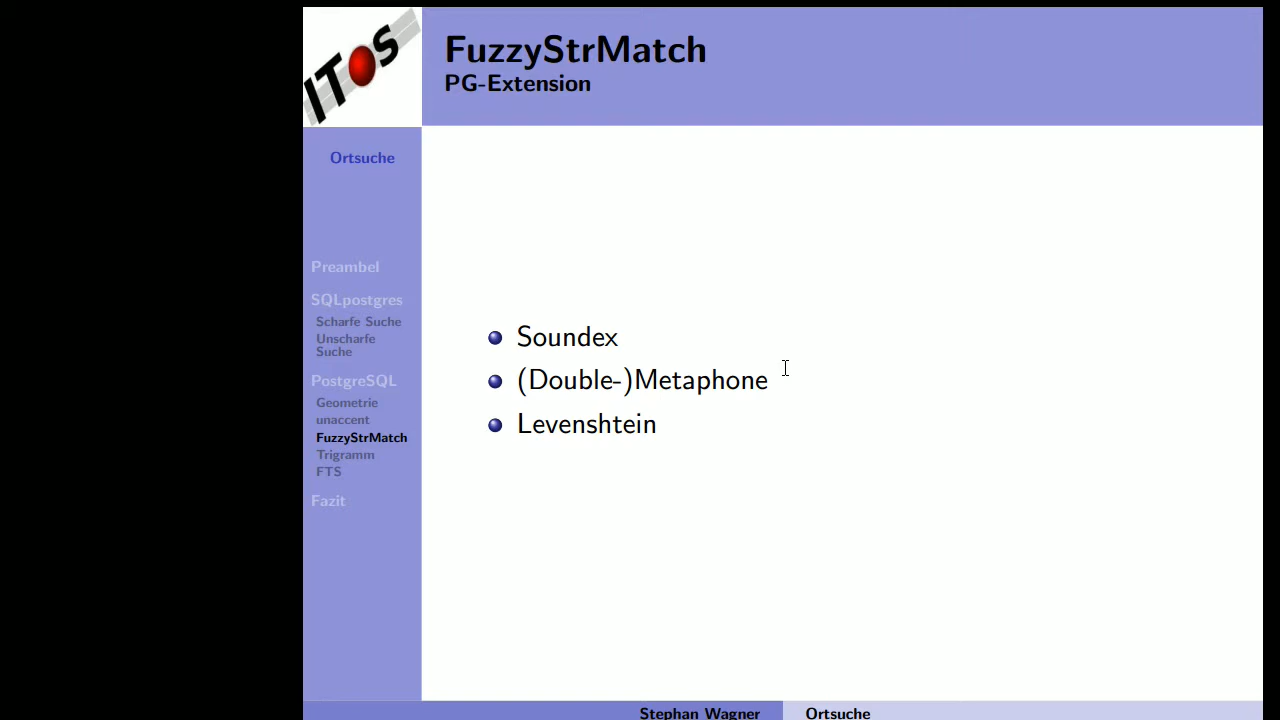 ITOS
FuzzyStrMatch
PG-Extension
Ortsuche
Preambel
SQLpostgres
Scharfe Suche
Unscharfe
Suche
PostgreSQL
Geometrie
unaccent
FuzzyStrMatch
Trigramm
FTS
Fazit
Soundex
(Double-)Metaphone
Levenshtein
Stephan Wagner
Ortsuche